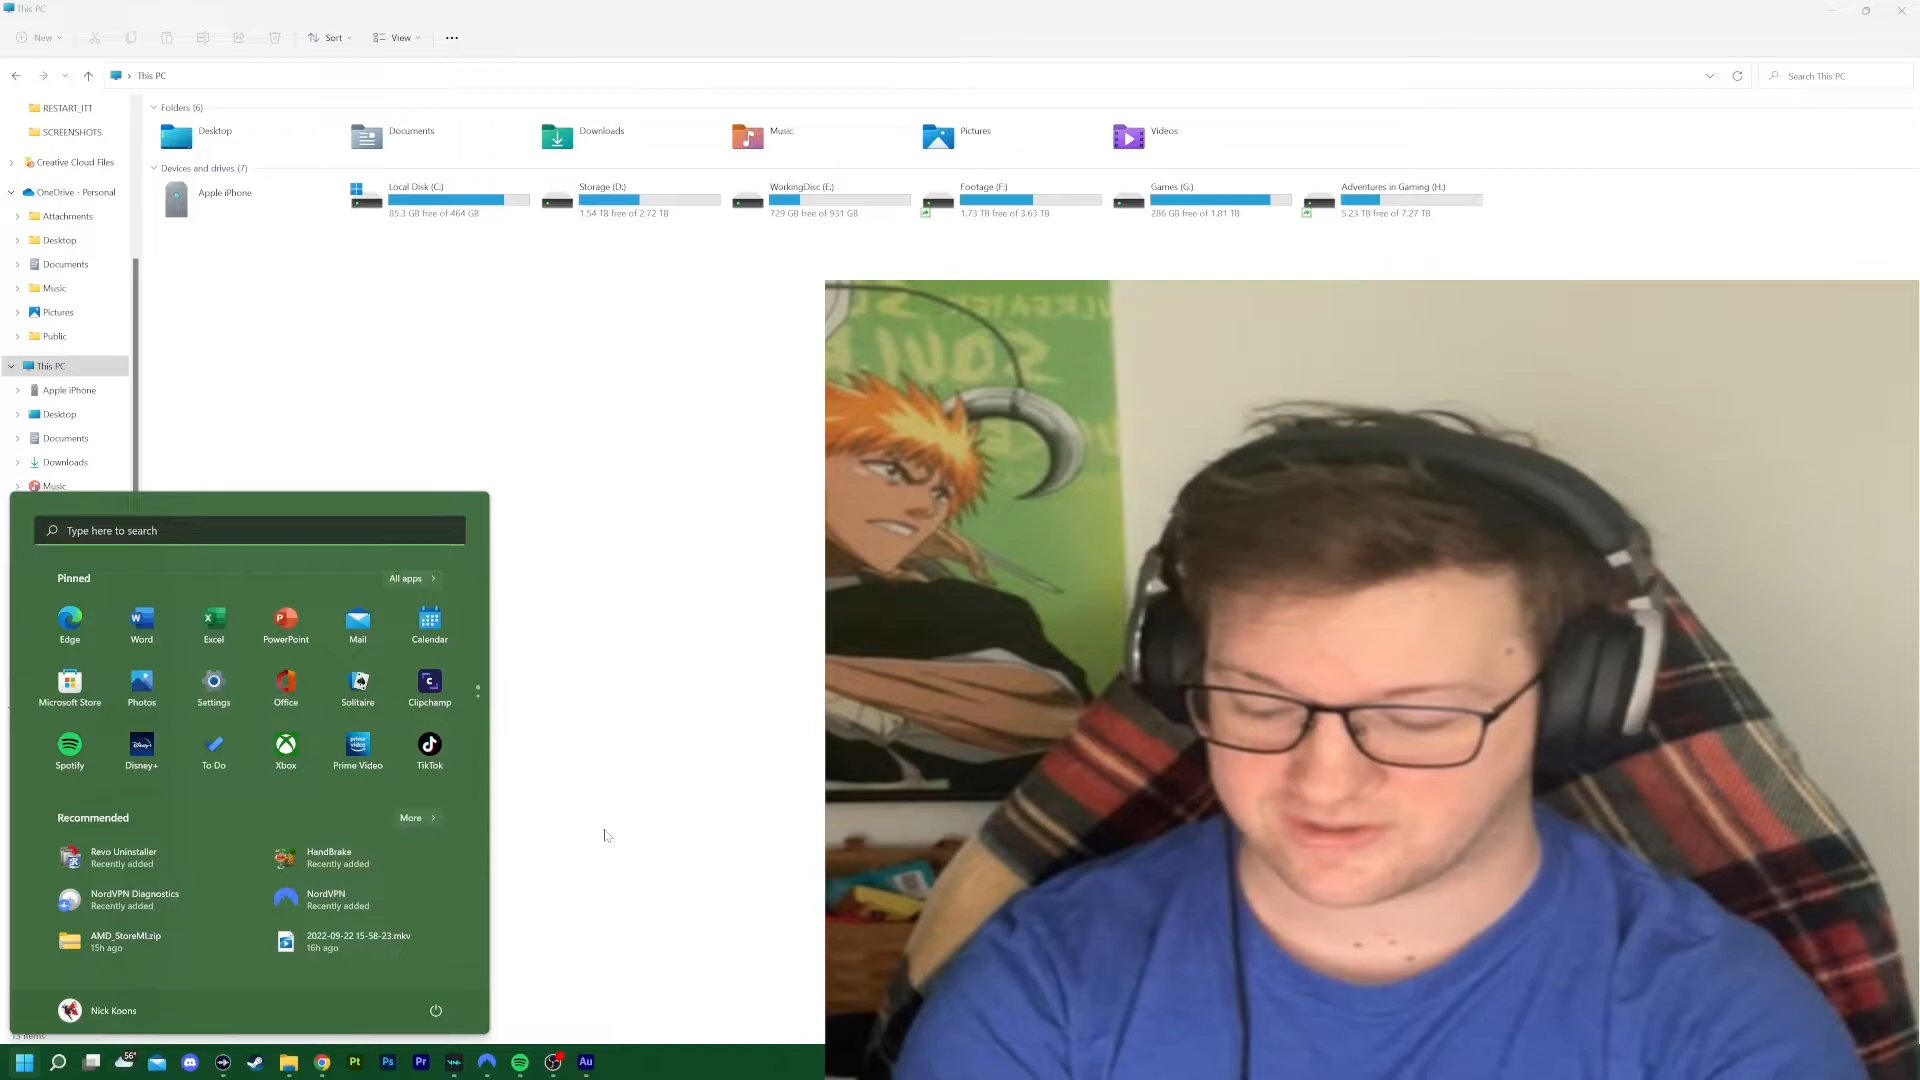 This PC
New
Sort
View
This PC
Search This PC
RESTART_ITT
SCREENSHOTS
Creative Cloud Files
OneDrive - Personal
Attachments
Desktop
Documents
Music
Pictures
Public
This PC
Apple iPhone
Desktop
Documents
Downloads
Music
Folders (6)
Desktop
Documents
Downloads
Music
Pictures
Videos
Devices and drives (7)
Apple iPhone
Local Disk (C:)
85.3 GB free of 464 GB
Storage (D:)
1.54 TB free of 2.72 TB
WorkingDisc (E:)
729 GB free of 931 GB
Footage (F:)
1.73 TB free of 3.63 TB
Games (G:)
286 GB free of 1.81 TB
Adventures in Gaming (H:)
5.23 TB free of 7.27 TB
Type here to search
Pinned
All apps
Edge
Word
Excel
PowerPoint
Mail
Calendar
Microsoft Store
Photos
Settings
Office
Solitaire
Clipchamp
Spotify
Disney+
To Do
Xbox
Prime Video
TikTok
Recommended
More
Revo Uninstaller
Recently added
HandBrake
Recently added
NordVPN Diagnostics
Recently added
NordVPN
Recently added
AMD_StoreMI.zip
15h ago
2022-09-22 15-58-23.mkv
16h ago
Nick Koons
13 items
56°
Pt
Ps
Pr
Au
SOUL